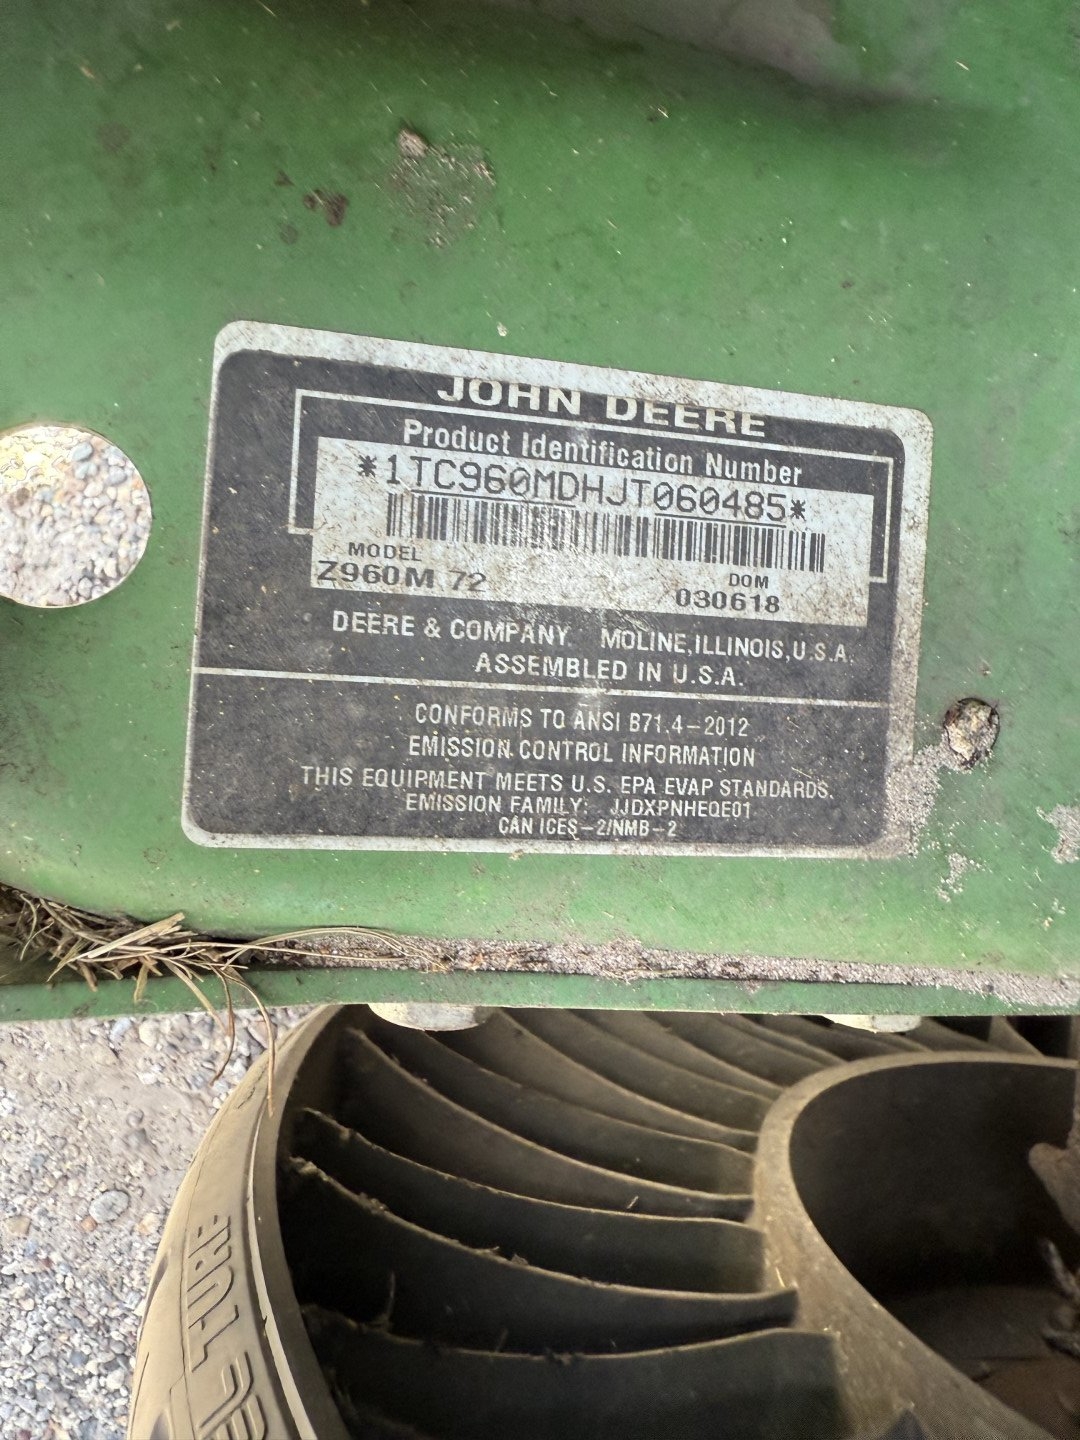 JOHN DEERE
Product Identification Number
*1TC960MDHJT060485*
MODEL
Z960M 72
DOM
030618
DEERE & COMPANY MOLINE, ILLINOIS, U.S.A.
ASSEMBLED IN U.S.A.
CONFORMS TO ANSI B71.4-2012
EMISSION CONTROL INFORMATION
THIS EQUIPMENT MEETS U.S. EPA EVAP STANDARDS.
EMISSION FAMILY: JJDXPNHEQE01
CAN ICES-2/NMB-2